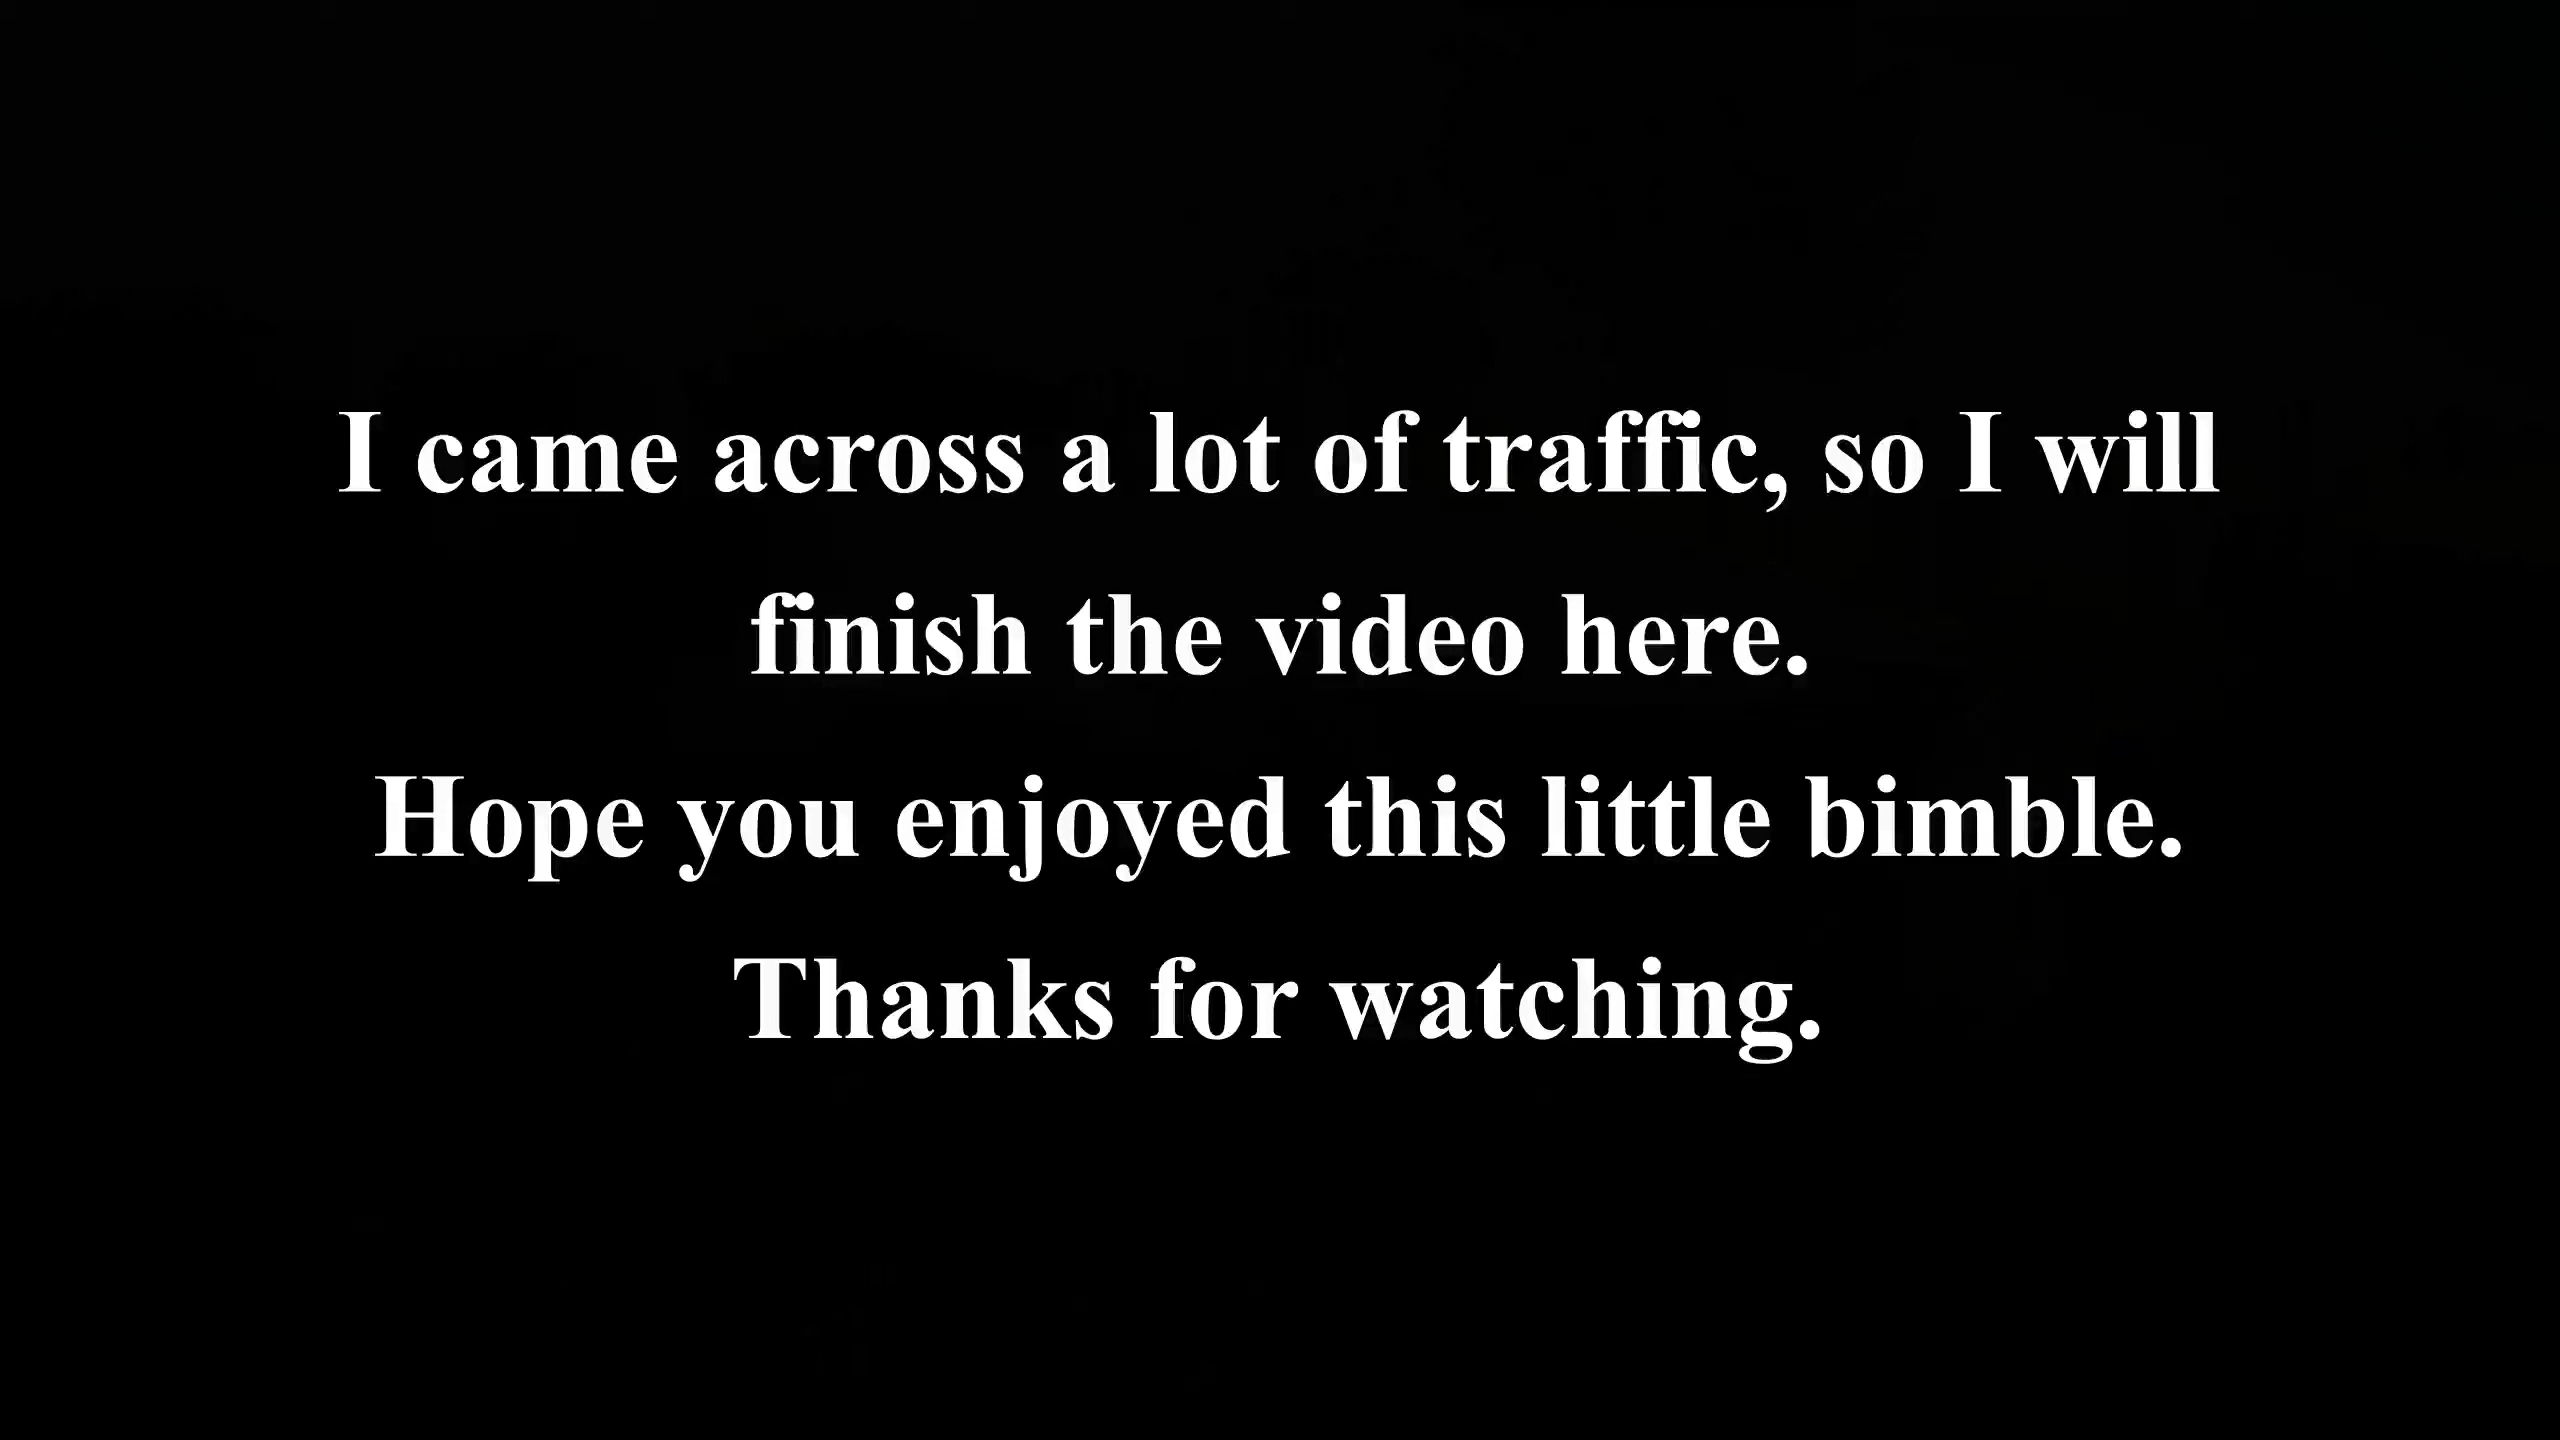 I came across a lot of traffic, so I will
finish the video here.
Hope you enjoyed this little bimble.
Thanks for watching.